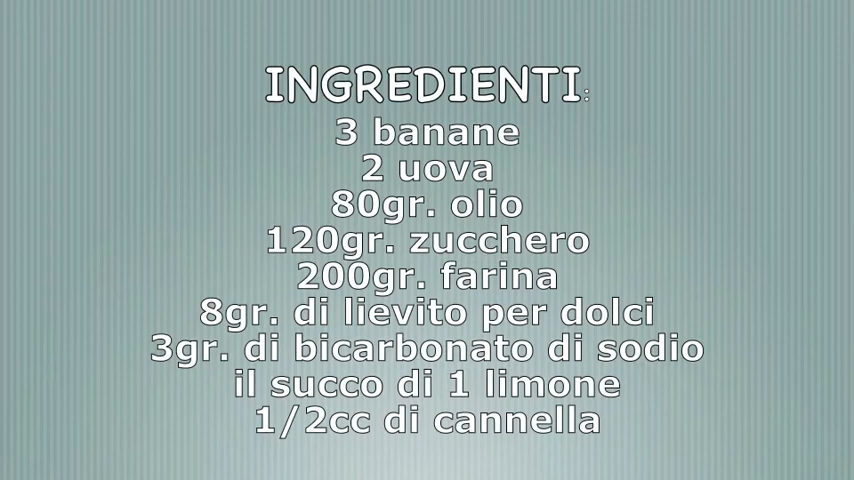 INGREDIENTI:
3 banane
2 uova
80gr. olio
120gr. zucchero
200gr. farina
8gr. di lievito per dolci
3gr. di bicarbonato di sodio
il succo di 1 limone
1/2cc di cannella